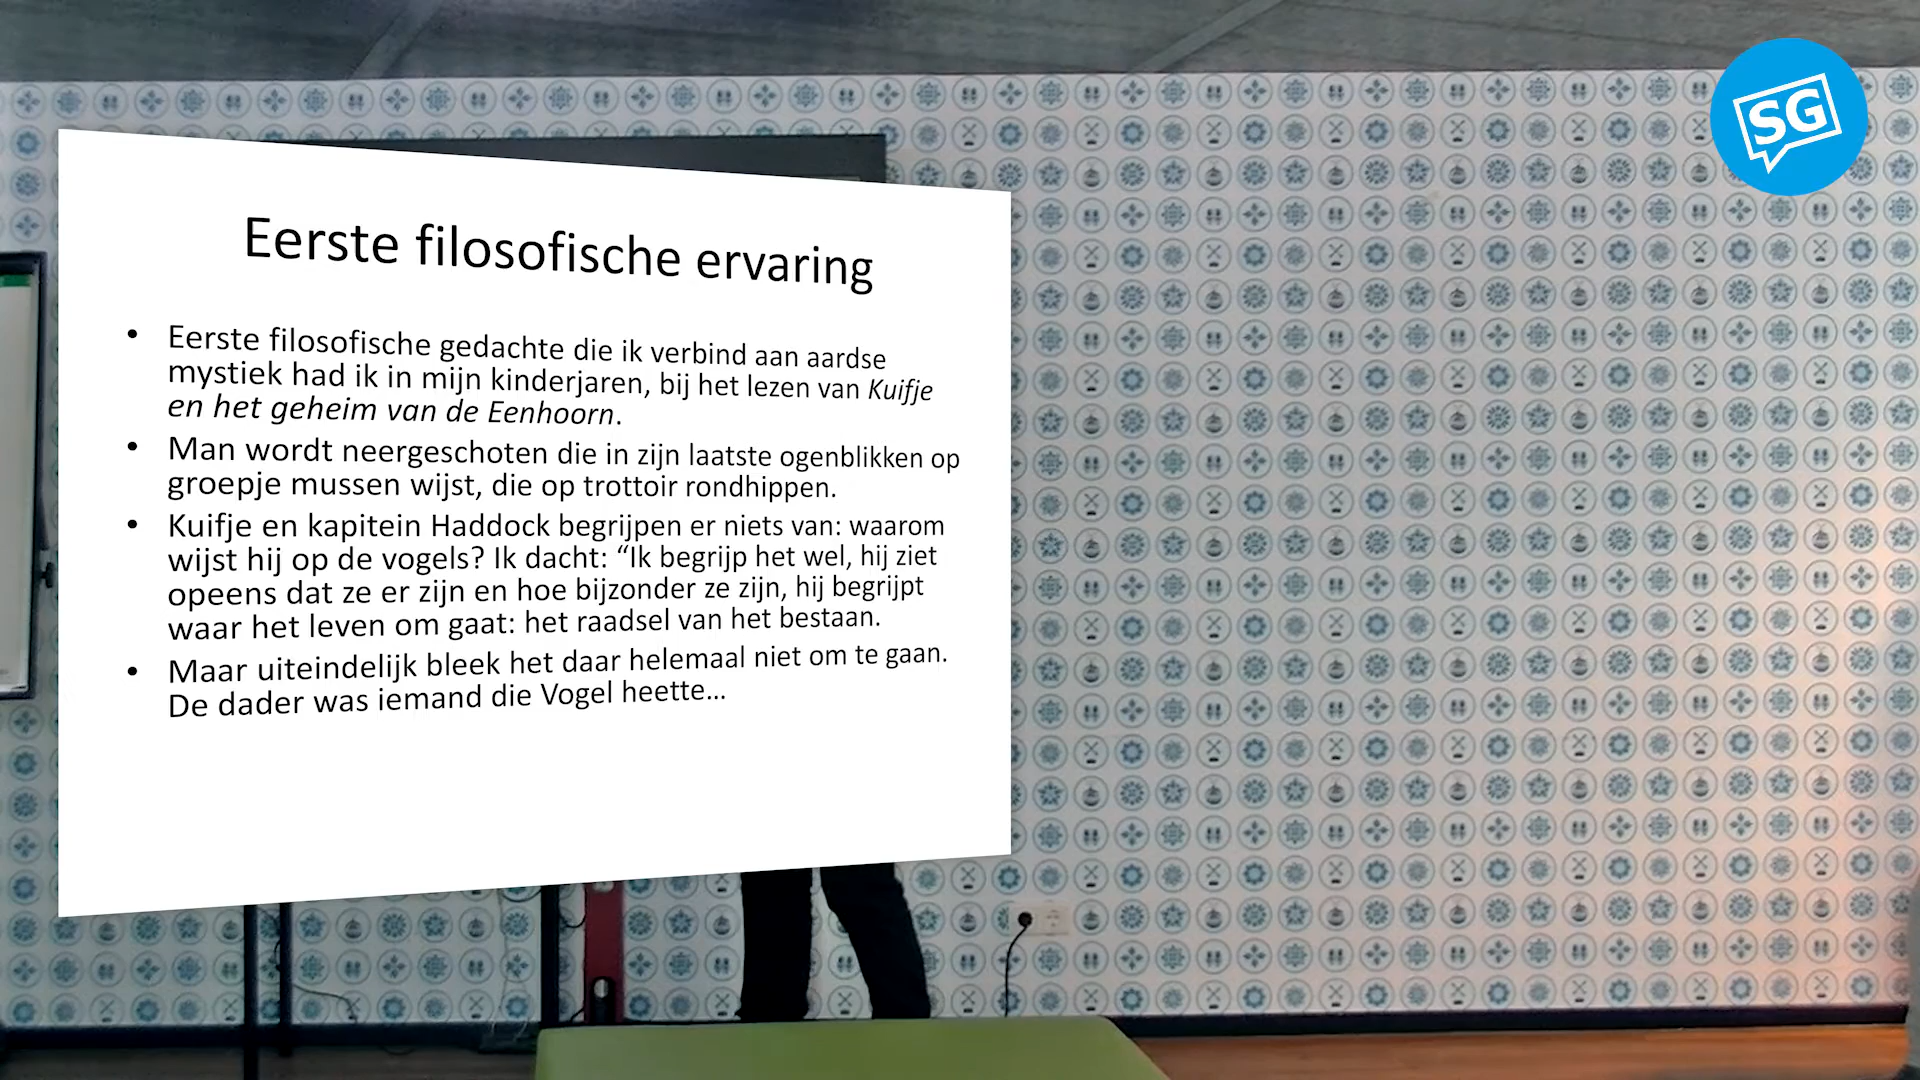 SG
Eerste filosofische ervaring
• Eerste filosofische gedachte die ik verbind aan aardse
mystiek had ik in mijn kinderjaren, bij het lezen van Kuifje
en het geheim van de Eenhoorn.
• Man wordt neergeschoten die in zijn laatste ogenblikken op
groepje mussen wijst, die op trottoir rondhippen.
• Kuifje en kapitein Haddock begrijpen er niets van: waarom
wijst hij op de vogels? Ik dacht: “Ik begrijp het wel, hij ziet
opeens dat ze er zijn en hoe bijzonder ze zijn, hij begrijpt
waar het leven om gaat: het raadsel van het bestaan.
• Maar uiteindelijk bleek het daar helemaal niet om te gaan.
De dader was iemand die Vogel heette...